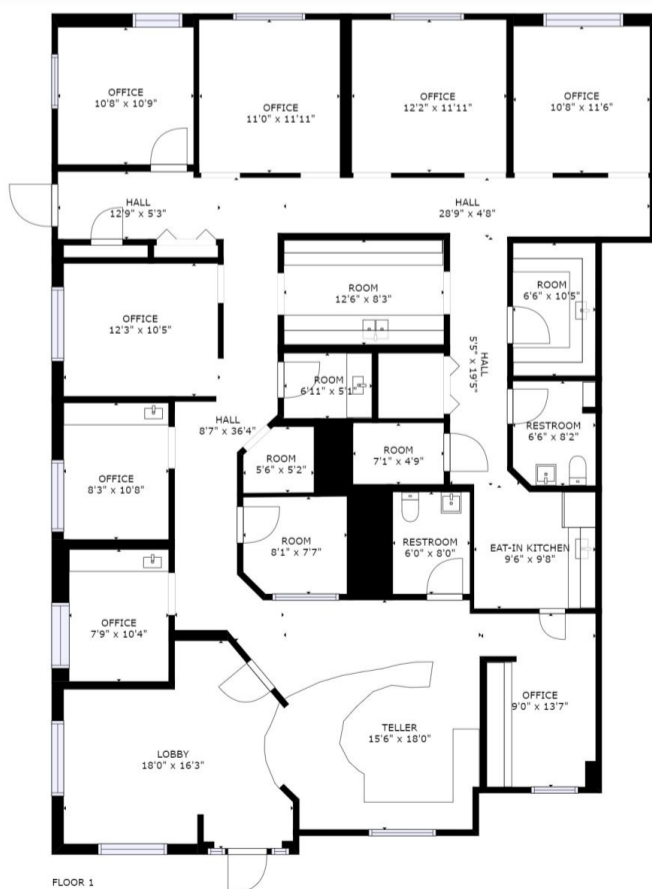 OFFICE
10'8" x 10'9"
OFFICE
11'0" x 11'11"
OFFICE
12'2" x 11'11"
OFFICE
10'8" x 11'6"
HALL
12'9" x 5'3"
HALL
28'9" x 4'8"
ROOM
12'6" x 8'3"
ROOM
6'6" x 10'5"
OFFICE
12'3" x 10'5"
HALL
5'5" x 19'5"
ROOM
6'11" x 5'1"
HALL
8'7" x 36'4"
RESTROOM
6'6" x 8'2"
ROOM
5'6" x 5'2"
ROOM
7'1" x 4'9"
OFFICE
8'3" x 10'8"
ROOM
8'1" x 7'7"
RESTROOM
6'0" x 8'0"
EAT-IN KITCHEN
9'6" x 9'8"
OFFICE
7'9" x 10'4"
OFFICE
9'0" x 13'7"
TELLER
15'6" x 18'0"
LOBBY
18'0" x 16'3"
FLOOR 1